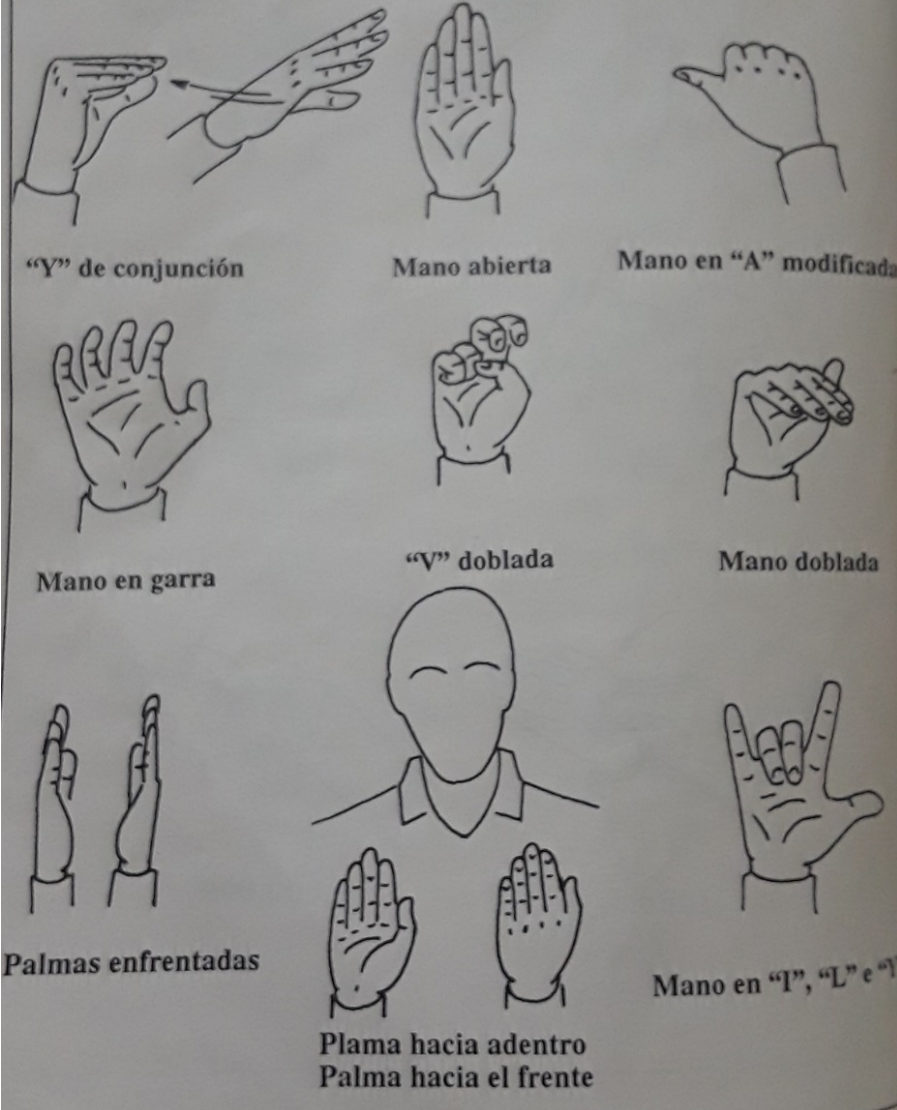 “Y” de conjunción
Mano abierta
Mano en “A” modificada
Mano en garra
“V” doblada
Mano doblada
Palmas enfrentadas
Plama hacia adentro
Palma hacia el frente
Mano en “I”, “L” e “Y